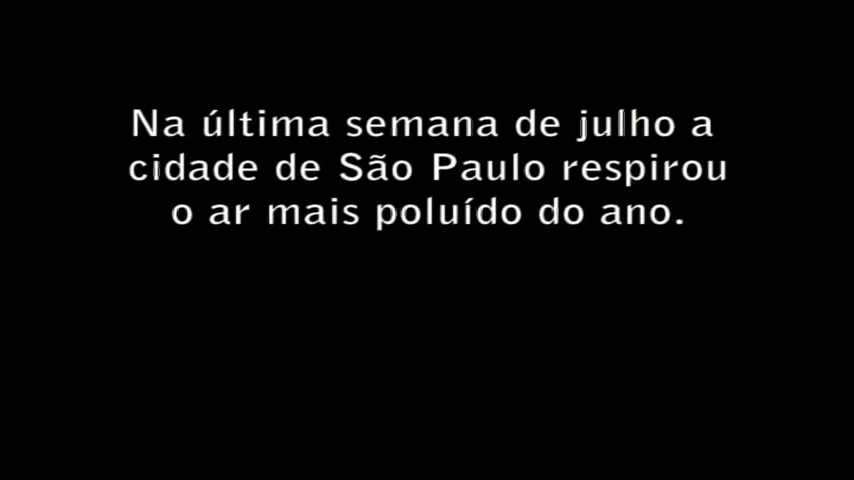 Na última semana de julho a
cidade de São Paulo respirou
o ar mais poluído do ano.